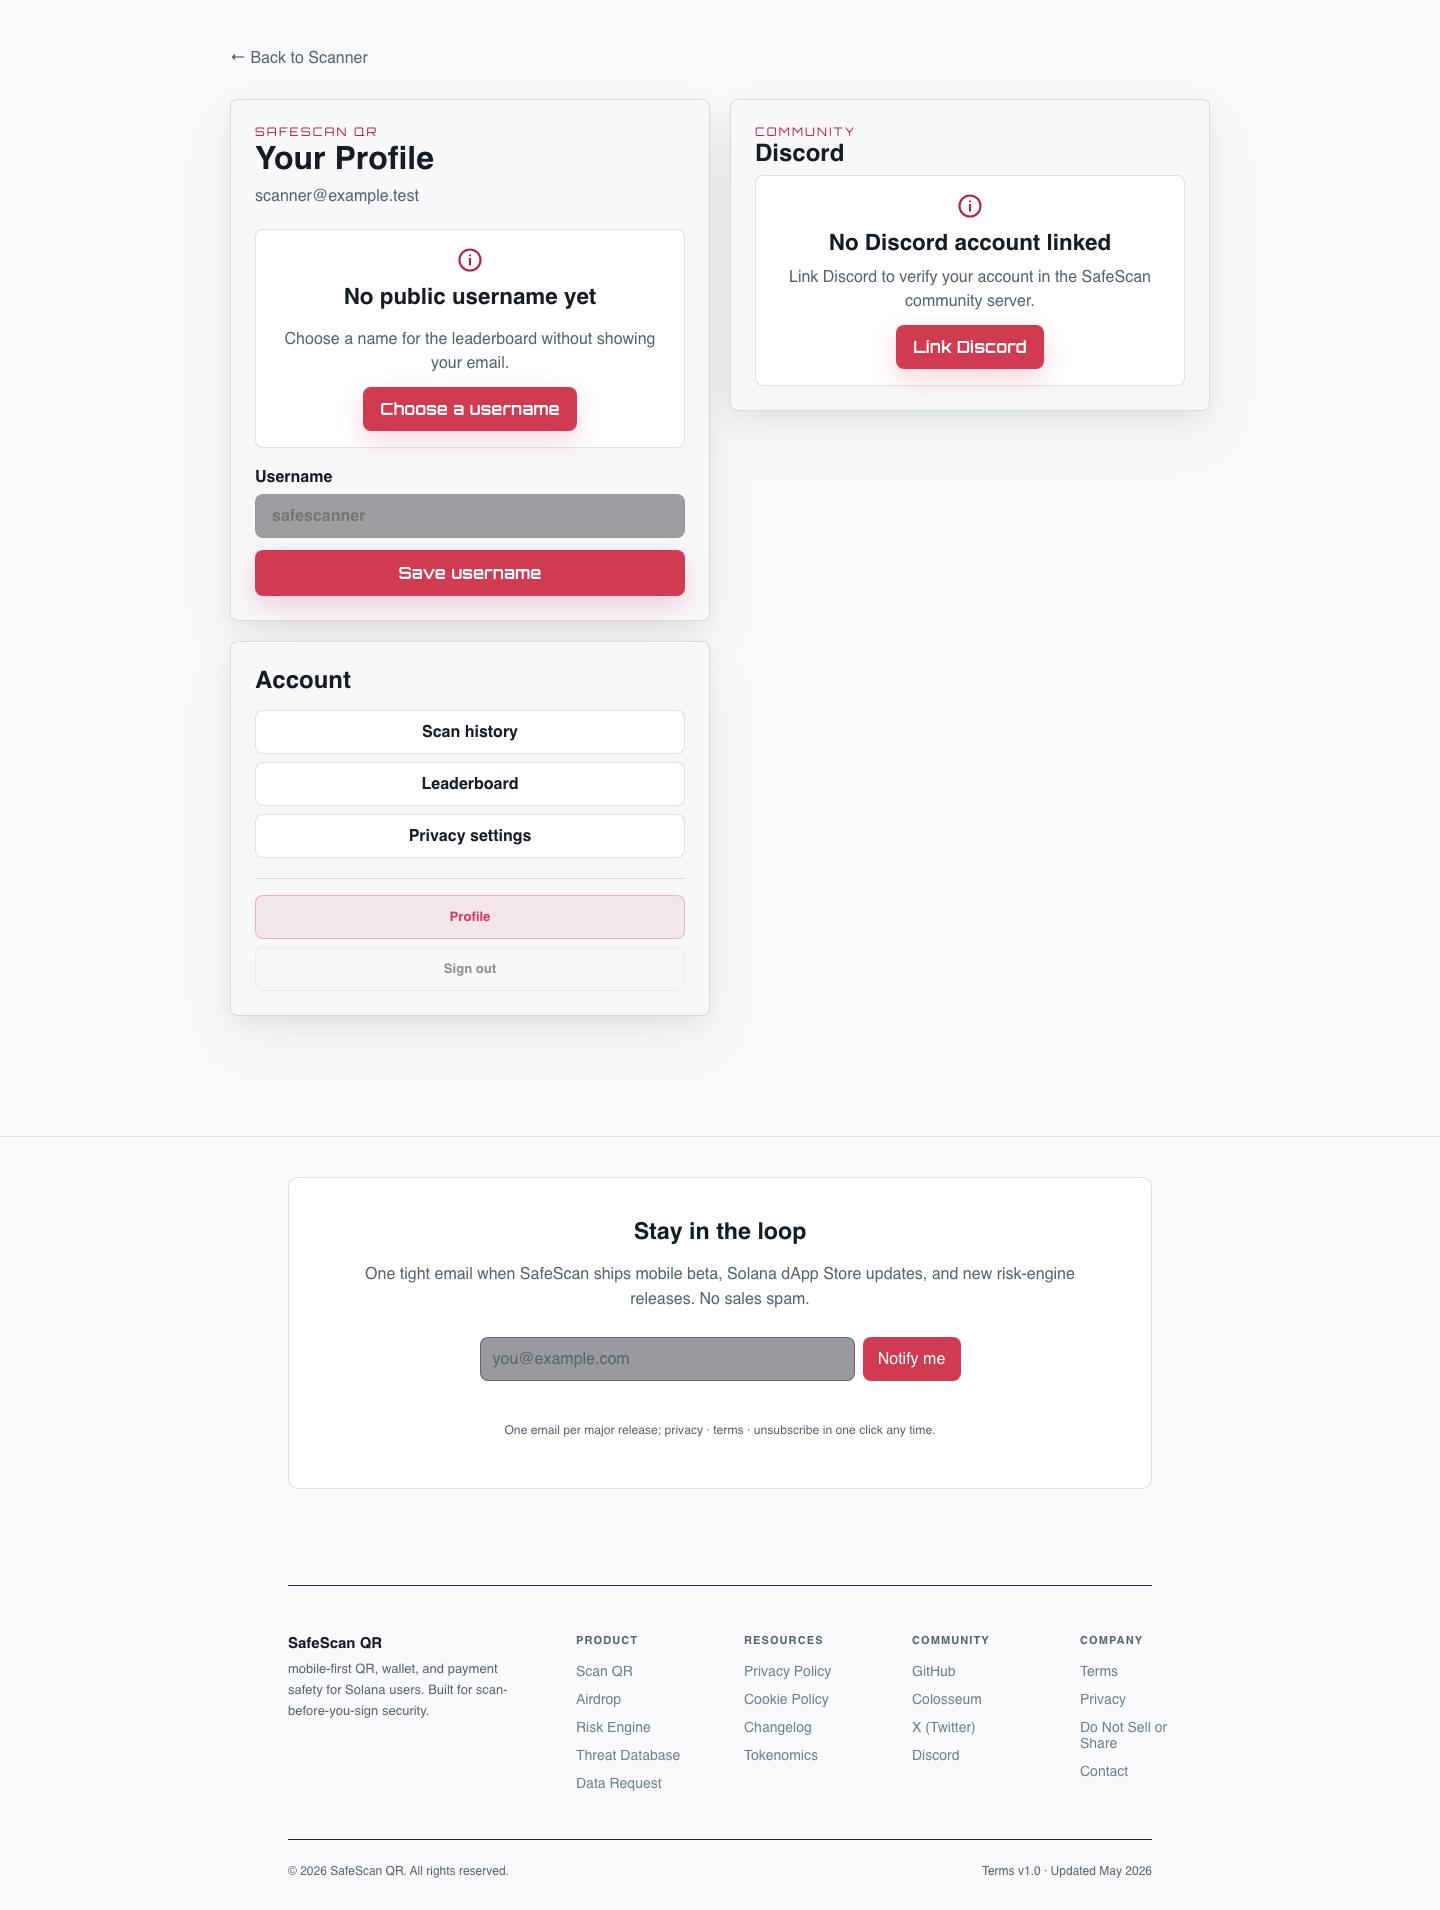 ← Back to Scanner
SAFESCAN QR
Your Profile
scanner@example.test
No public username yet
Choose a name for the leaderboard without showing
your email.
Choose a username
Username
safescanner
Save username
COMMUNITY
Discord
No Discord account linked
Link Discord to verify your account in the SafeScan
community server.
Link Discord
Account
Scan history
Leaderboard
Privacy settings
Profile
Sign out
Stay in the loop
One tight email when SafeScan ships mobile beta, Solana dApp Store updates, and new risk-engine
releases. No sales spam.
you@example.com
Notify me
One email per major release; privacy · terms · unsubscribe in one click any time.
SafeScan QR
mobile-first QR, wallet, and payment
safety for Solana users. Built for scan-
before-you-sign security.
PRODUCT
Scan QR
Airdrop
Risk Engine
Threat Database
Data Request
RESOURCES
Privacy Policy
Cookie Policy
Changelog
Tokenomics
COMMUNITY
GitHub
Colosseum
X (Twitter)
Discord
COMPANY
Terms
Privacy
Do Not Sell or
Share
Contact
© 2026 SafeScan QR. All rights reserved.
Terms v1.0 · Updated May 2026